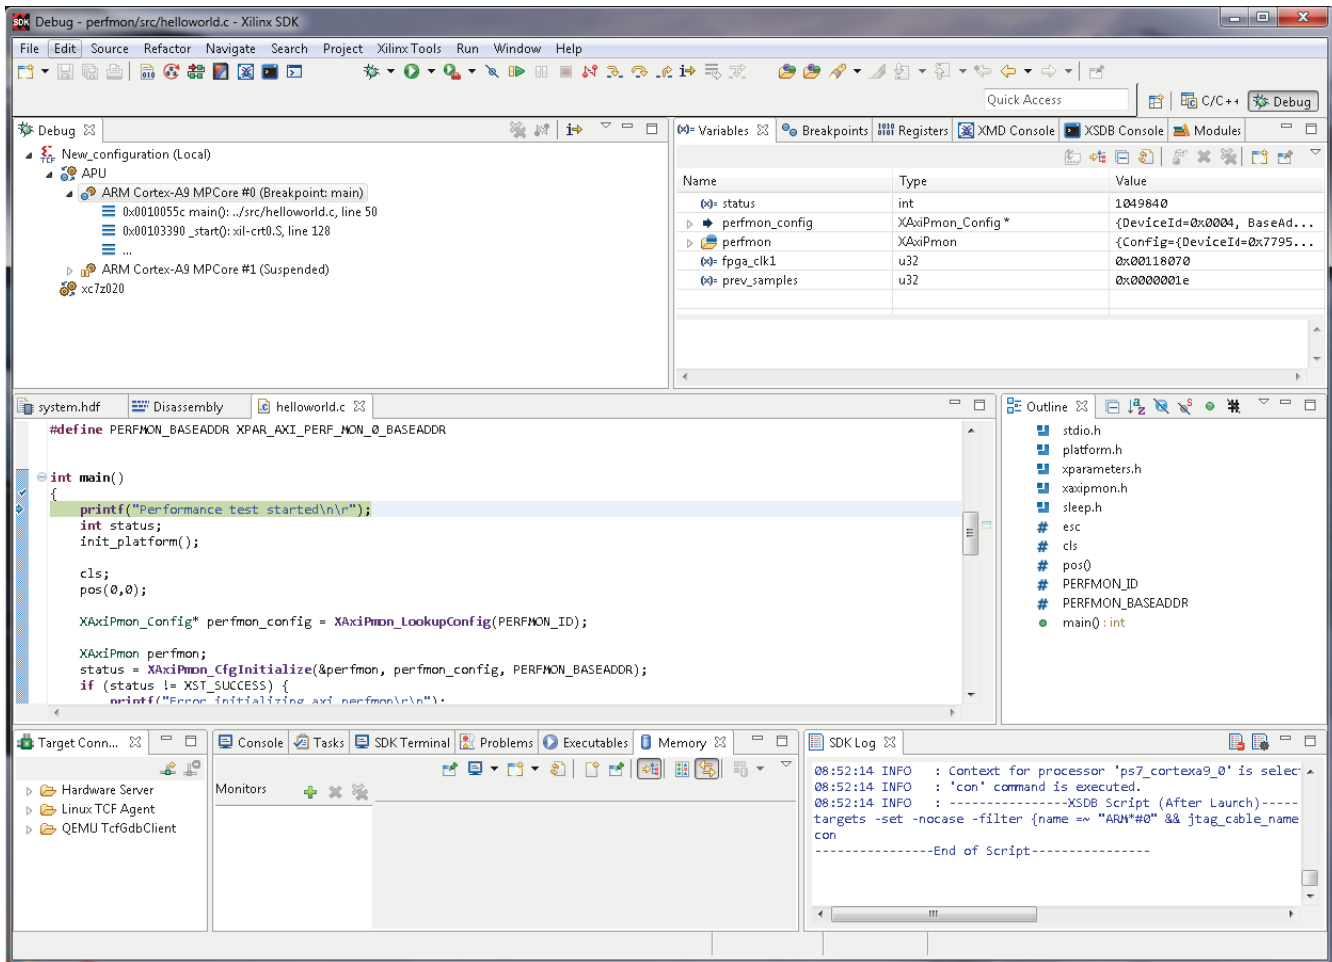 SDK Debug - perfmon/src/helloworld.c - Xilinx SDK
File Edit Source Refactor Navigate Search Project Xilinx Tools Run Window Help
Quick Access C/C++ Debug
Debug
New_configuration (Local)
APU
ARM Cortex-A9 MPCore #0 (Breakpoint: main)
0x0010055c main(): ../src/helloworld.c, line 50
0x00103390 _start(): xil-crt0.S, line 128
...
ARM Cortex-A9 MPCore #1 (Suspended)
xc7z020
(x)= Variables Breakpoints Registers XMD Console XSDB Console Modules
Name Type Value
(x)= status int 1049840
perfmon_config XAxiPmon_Config * {DeviceId=0x0004, BaseAd...
perfmon XAxiPmon {Config={DeviceId=0x7795...
(x)= fpga_clk1 u32 0x00118070
(x)= prev_samples u32 0x0000001e
system.hdf Disassembly helloworld.c
#define PERFMON_BASEADDR XPAR_AXI_PERF_MON_0_BASEADDR
int main()
{
printf("Performance test started\n\r");
int status;
init_platform();
cls;
pos(0,0);
XAxiPmon_Config* perfmon_config = XAxiPmon_LookupConfig(PERFMON_ID);
XAxiPmon perfmon;
status = XAxiPmon_CfgInitialize(&perfmon, perfmon_config, PERFMON_BASEADDR);
if (status != XST_SUCCESS) {
printf("Error initializing axi perfmon\r\n");
Outline
stdio.h
platform.h
xparameters.h
xaxipmon.h
sleep.h
# esc
# cls
# pos()
# PERFMON_ID
# PERFMON_BASEADDR
main() : int
Target Conn...
Hardware Server
Linux TCF Agent
QEMU TcfGdbClient
Console Tasks SDK Terminal Problems Executables Memory
Monitors
SDK Log
08:52:14 INFO : Context for processor 'ps7_cortexa9_0' is selec
08:52:14 INFO : 'con' command is executed.
08:52:14 INFO : ----------------XSDB Script (After Launch)-----
targets -set -nocase -filter {name =~ "ARM*#0" && jtag_cable_name
con
----------------End of Script----------------